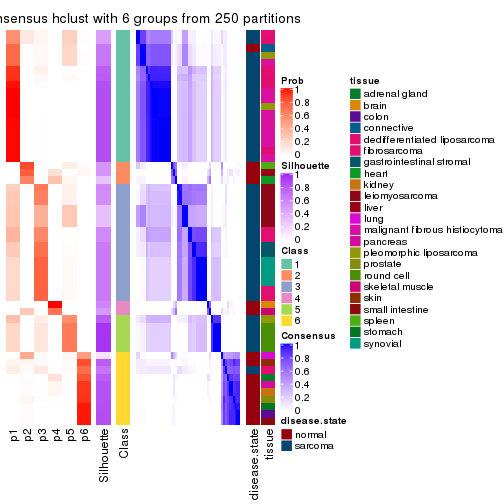 nsensus hclust with 6 groups from 250 partitions
p1
p2
p3
p4
p5
p6
Silhouette
Class
disease.state
tissue
Prob
1
0.8
0.6
0.4
0.2
0
Silhouette
1
0.8
0.6
0.4
0.2
0
Class
1
2
3
4
5
6
Consensus
1
0.8
0.6
0.4
0.2
0
disease.state
normal
sarcoma
tissue
adrenal gland
brain
colon
connective
dedifferentiated liposarcoma
fibrosarcoma
gastrointestinal stromal
heart
kidney
leiomyosarcoma
liver
lung
malignant fibrous histiocytoma
pancreas
pleomorphic liposarcoma
prostate
round cell
skeletal muscle
skin
small intestine
spleen
stomach
synovial